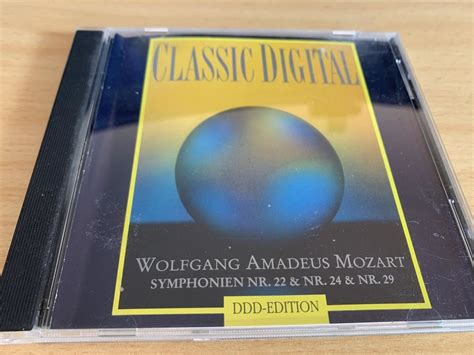 CLASSIC DIGITAL
WOLFGANG AMADEUS MOZART
SYMPHONIEN NR. 22 & NR. 24 & NR. 29
DDD-EDITION